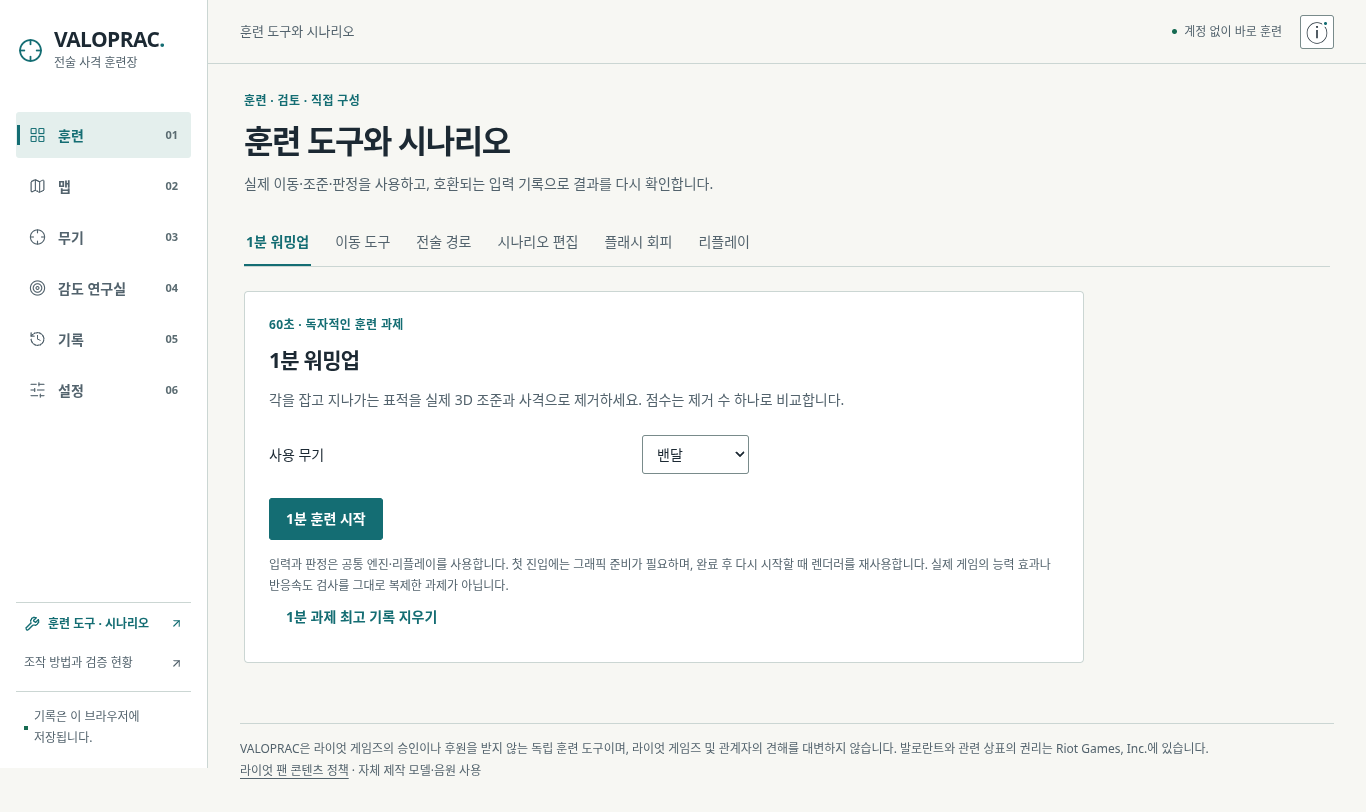 VALOPRAC.
전술 사격 훈련장
훈련 01
맵 02
무기 03
감도 연구실 04
기록 05
설정 06
훈련 도구 · 시나리오
조작 방법과 검증 현황
기록은 이 브라우저에
저장됩니다.
훈련 도구와 시나리오
계정 없이 바로 훈련
훈련 · 검토 · 직접 구성
훈련 도구와 시나리오
실제 이동·조준·판정을 사용하고, 호환되는 입력 기록으로 결과를 다시 확인합니다.
1분 워밍업 이동 도구 전술 경로 시나리오 편집 플래시 회피 리플레이
60초 · 독자적인 훈련 과제
1분 워밍업
각을 잡고 지나가는 표적을 실제 3D 조준과 사격으로 제거하세요. 점수는 제거 수 하나로 비교합니다.
사용 무기 밴달
1분 훈련 시작
입력과 판정은 공통 엔진·리플레이를 사용합니다. 첫 진입에는 그래픽 준비가 필요하며, 완료 후 다시 시작할 때 렌더러를 재사용합니다. 실제 게임의 능력 효과나
반응속도 검사를 그대로 복제한 과제가 아닙니다.
1분 과제 최고 기록 지우기
VALOPRAC은 라이엇 게임즈의 승인이나 후원을 받지 않는 독립 훈련 도구이며, 라이엇 게임즈 및 관계자의 견해를 대변하지 않습니다. 발로란트와 관련 상표의 권리는 Riot Games, Inc.에 있습니다.
라이엇 팬 콘텐츠 정책 · 자체 제작 모델·음원 사용